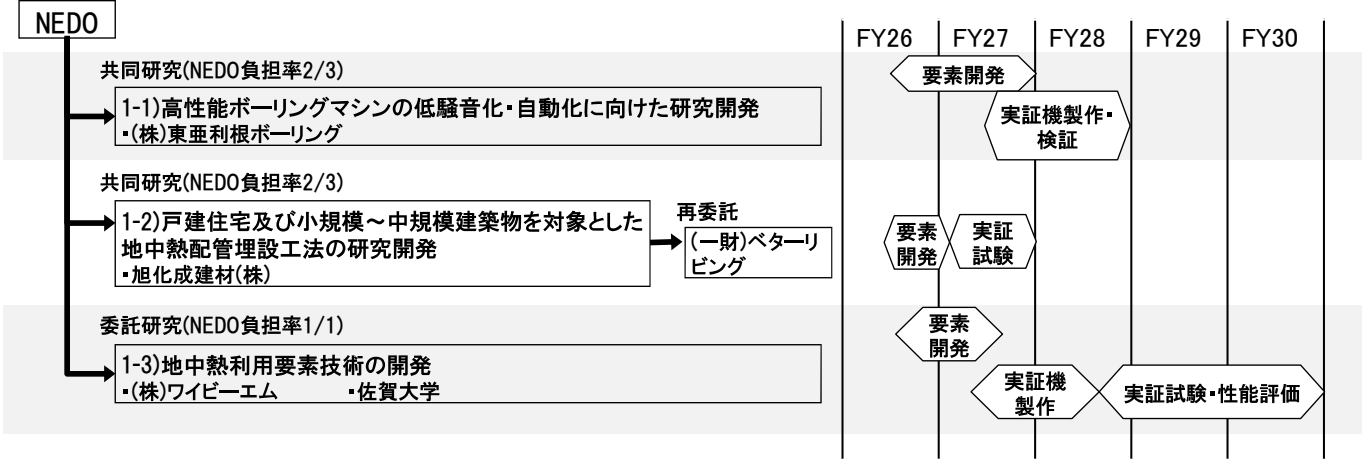 NEDO
FY26 FY27 FY28 FY29 FY30
共同研究(NEDO負担率2/3)
1-1)高性能ボーリングマシンの低騒音化・自動化に向けた研究開発
・(株)東亜利根ボーリング
要素開発
実証機製作・
検証
共同研究(NEDO負担率2/3)
1-2)戸建住宅及び小規模～中規模建築物を対象とした
地中熱配管埋設工法の研究開発
・旭化成建材(株)
再委託
(一財)ベターリ
ビング
要素
開発
実証
試験
委託研究(NEDO負担率1/1)
1-3)地中熱利用要素技術の開発
・(株)ワイビーエム ・佐賀大学
要素
開発
実証機
製作
実証試験・性能評価